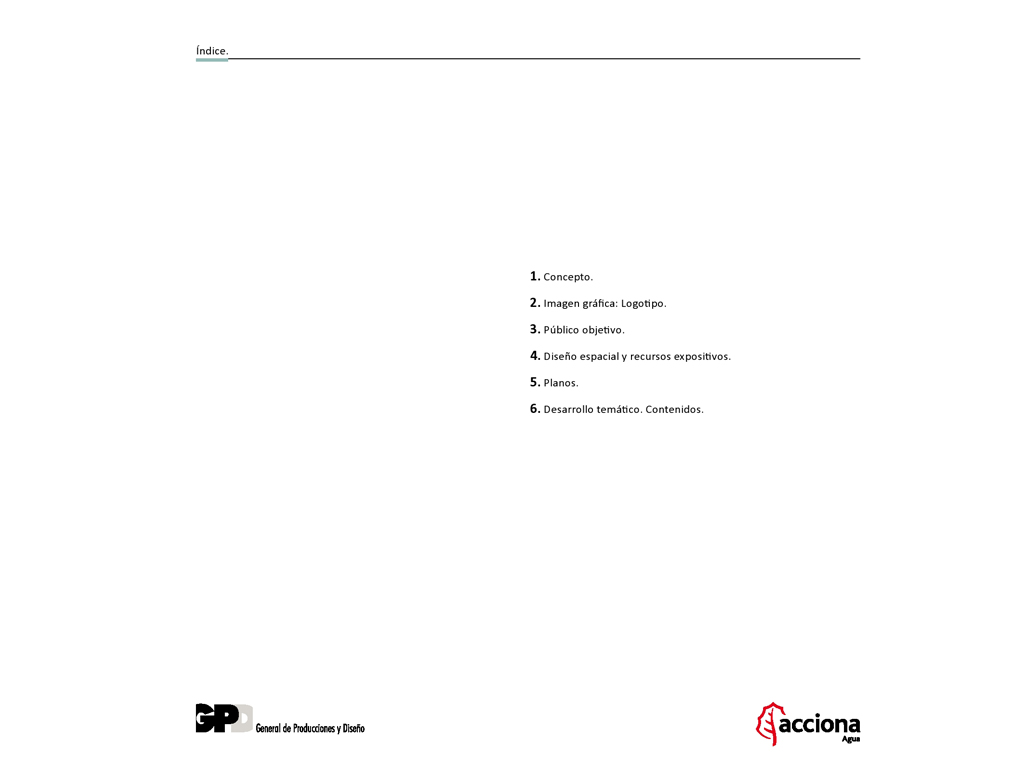 Índice.
1. Concepto.
2. Imagen gráfica: Logotipo.
3. Público objetivo.
4. Diseño espacial y recursos expositivos.
5. Planos.
6. Desarrollo temático. Contenidos.
GPD General de Producciones y Diseño
acciona
Agua